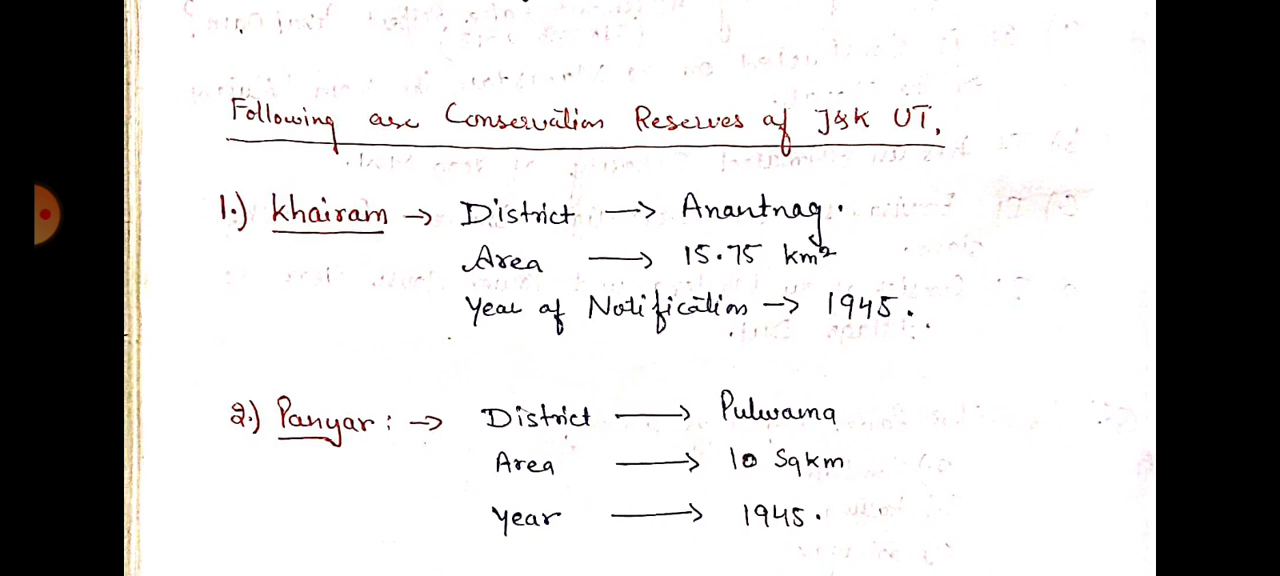 Following are Conservation Reserves of J&K UT,
1.) Khairam → District → Anantnag.
Area → 15.75 km²
Year of Notification → 1945.
2.) Panyar : → District → Pulwama
Area → 10 Sqkm
Year → 1945.